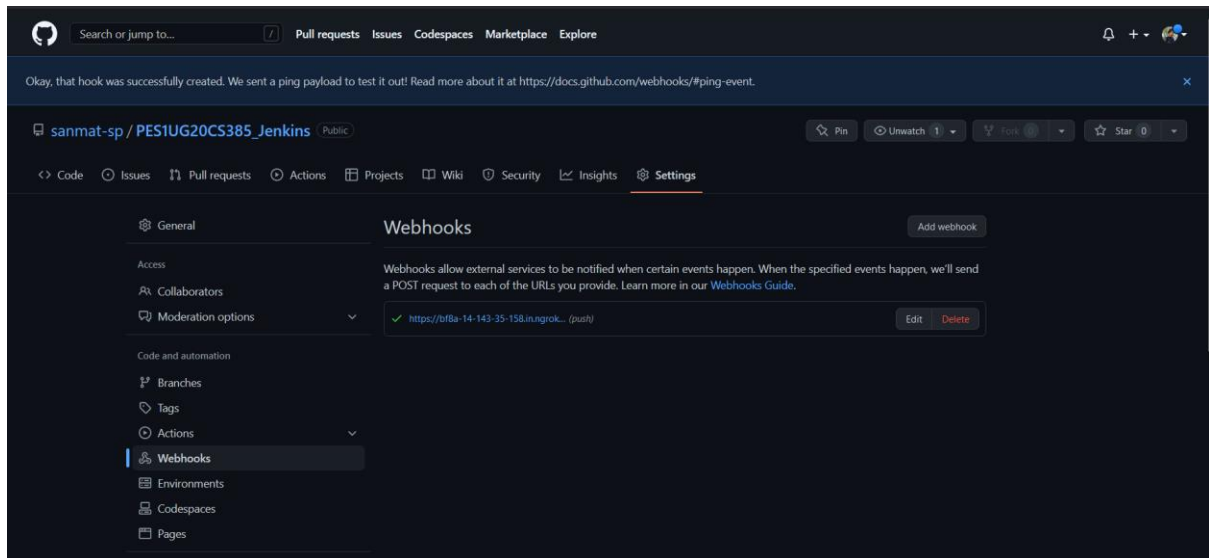 Search or jump to... / Pull requests Issues Codespaces Marketplace Explore
Okay, that hook was successfully created. We sent a ping payload to test it out! Read more about it at https://docs.github.com/webhooks/#ping-event.
sanmat-sp / PES1UG20CS385_Jenkins Public Pin Unwatch 1 Fork 0 Star 0
Code Issues Pull requests Actions Projects Wiki Security Insights Settings
General
Access
Collaborators
Moderation options
Code and automation
Branches
Tags
Actions
Webhooks
Environments
Codespaces
Pages
Webhooks Add webhook
Webhooks allow external services to be notified when certain events happen. When the specified events happen, we'll send
a POST request to each of the URLs you provide. Learn more in our Webhooks Guide.
https://bf8a-14-143-35-158.in.ngrok... (push) Edit Delete